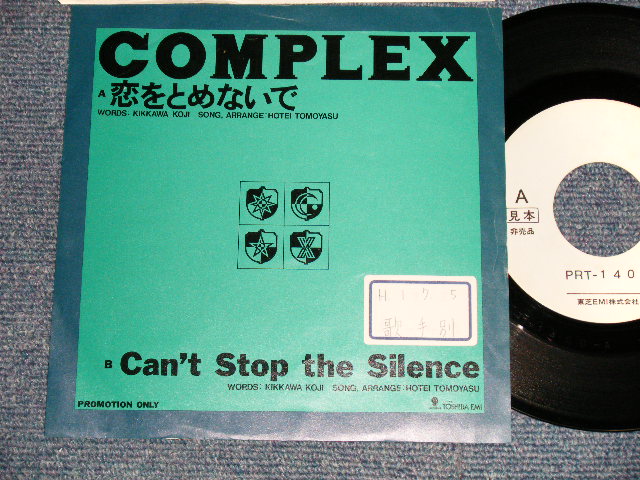 COMPLEX
A 恋をとめないで
WORDS: KIKKAWA KOJI SONG, ARRANGE: HOTEI TOMOYASU
H 1 7 5
歌キ別
B Can't Stop the Silence
WORDS: KIKKAWA KOJI SONG, ARRANGE: HOTEI TOMOYASU
PROMOTION ONLY
TOSHIBA EMI
A
見本
非売品
PRT-140
東芝EMI株式会社